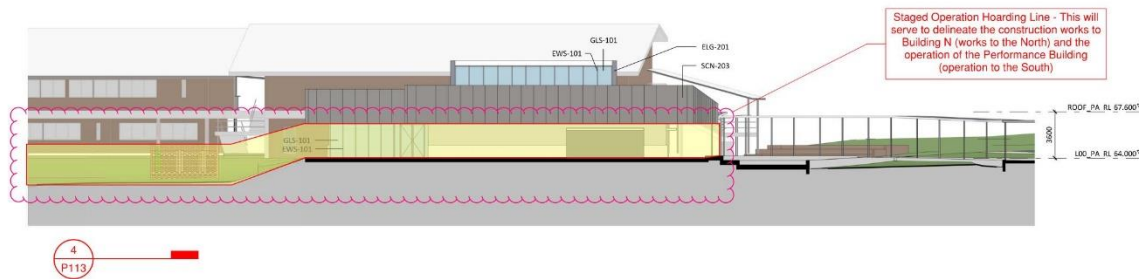 Staged Operation Hoarding Line - This will
serve to delineate the construction works to
Building N (works to the North) and the
operation of the Performance Building
(operation to the South)
GLS-101
EWS-101
ELG-201
SCN-203
ROOF_PA RL 67.600
3600
L00_PA RL 64.000
GLS-101
EWS-101
4
P113